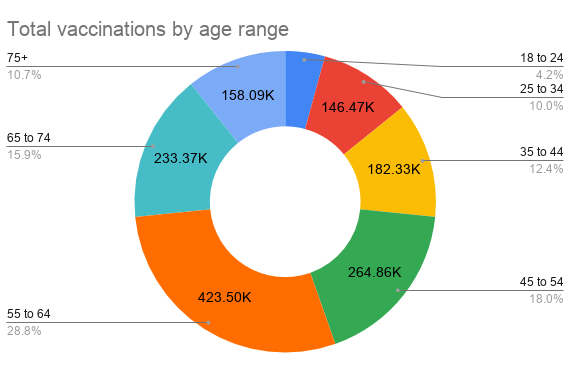 Total vaccinations by age range
75+
10.7%
18 to 24
4.2%
25 to 34
10.0%
158.09K
146.47K
65 to 74
15.9%
233.37K
182.33K
35 to 44
12.4%
264.86K
45 to 54
18.0%
423.50K
55 to 64
28.8%